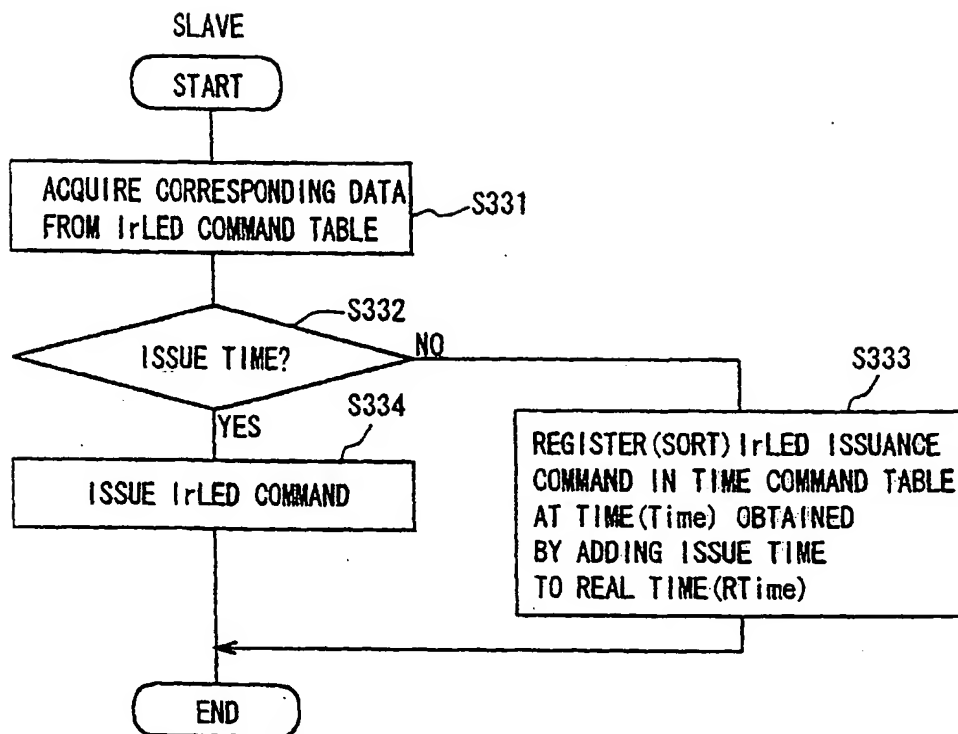 SLAVE
START
ACQUIRE CORRESPONDING DATA
FROM IrLED COMMAND TABLE
S331
S332
ISSUE TIME?
NO
YES
S333
S334
ISSUE IrLED COMMAND
REGISTER(SORT)IrLED ISSUANCE
COMMAND IN TIME COMMAND TABLE
AT TIME(Time) OBTAINED
BY ADDING ISSUE TIME
TO REAL TIME(RTime)
END